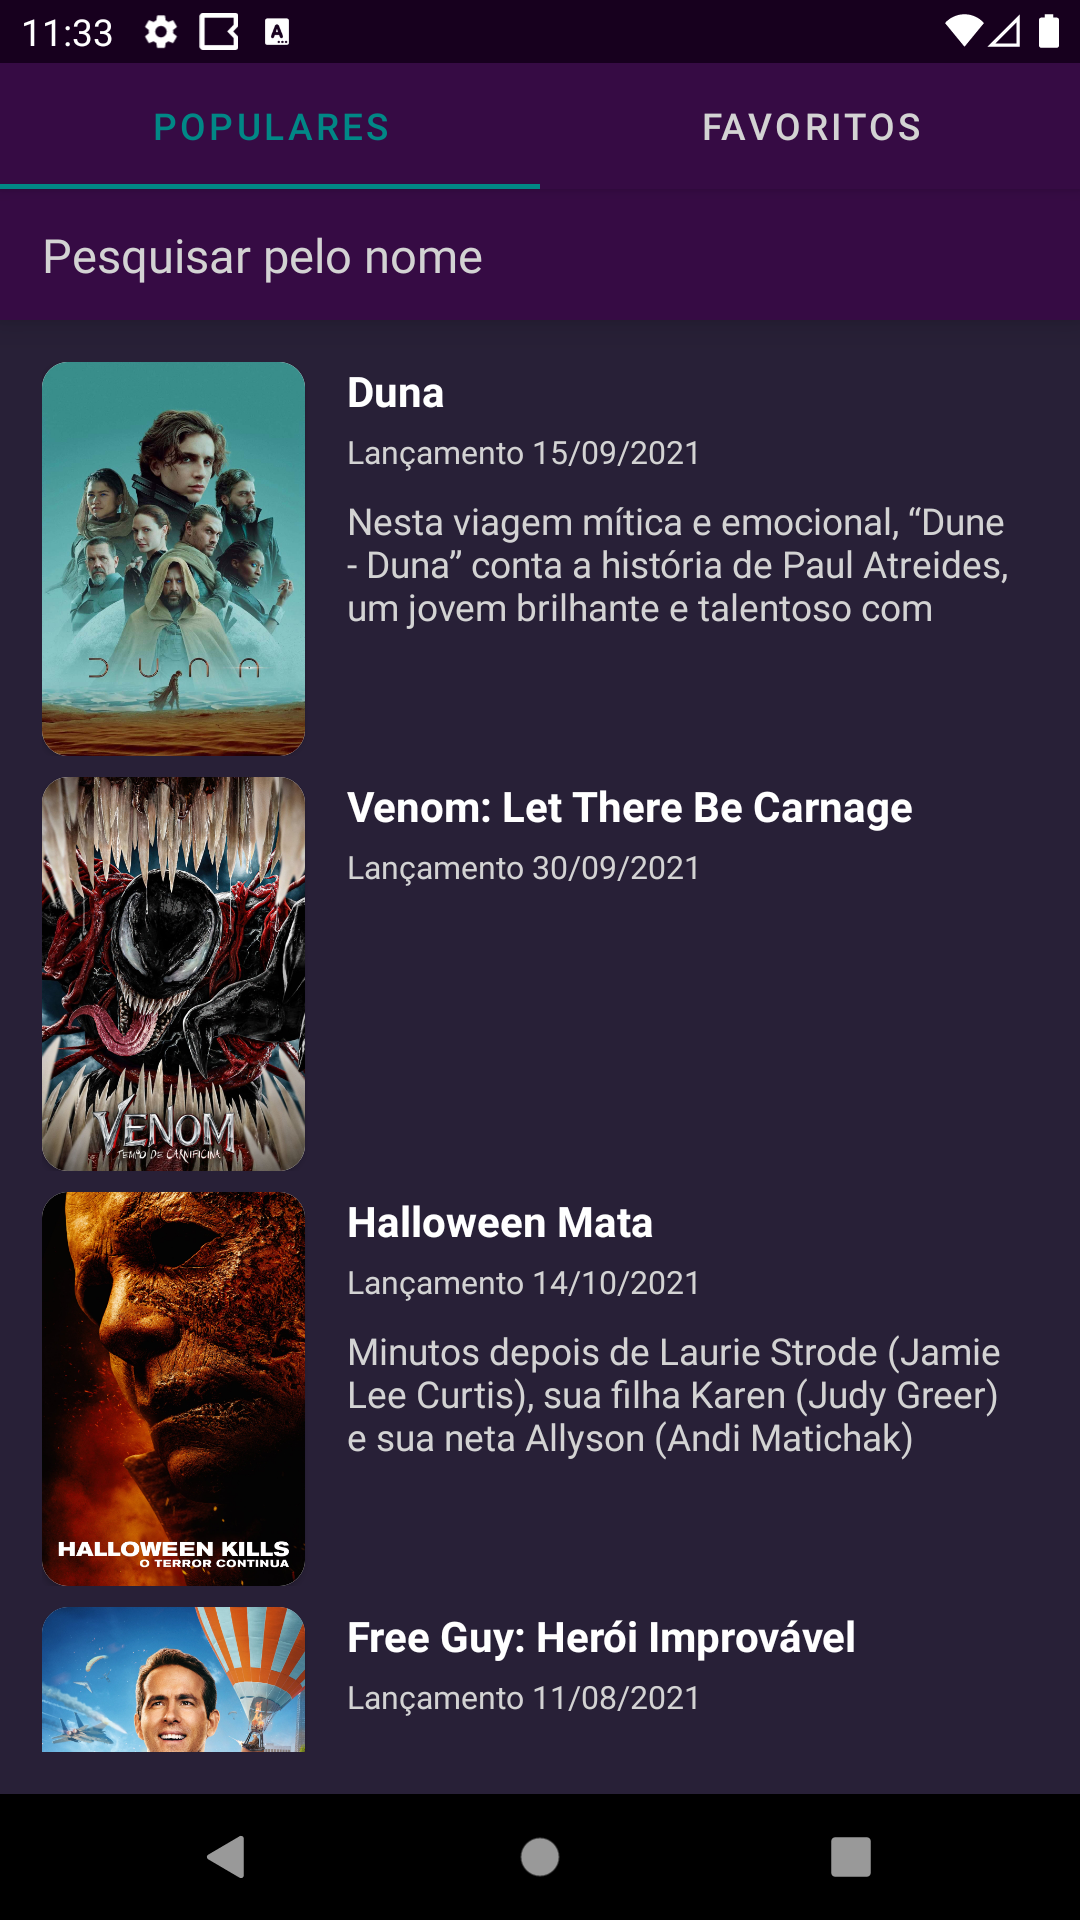 11:33
POPULARES
FAVORITOS
Pesquisar pelo nome
Duna
Lançamento 15/09/2021
Nesta viagem mítica e emocional, “Dune
- Duna” conta a história de Paul Atreides,
um jovem brilhante e talentoso com
DUNA
Venom: Let There Be Carnage
Lançamento 30/09/2021
VENOM
TEMPO DE CARNIFICINA
Halloween Mata
Lançamento 14/10/2021
Minutos depois de Laurie Strode (Jamie
Lee Curtis), sua filha Karen (Judy Greer)
e sua neta Allyson (Andi Matichak)
HALLOWEEN KILLS
O TERROR CONTINUA
Free Guy: Herói Improvável
Lançamento 11/08/2021